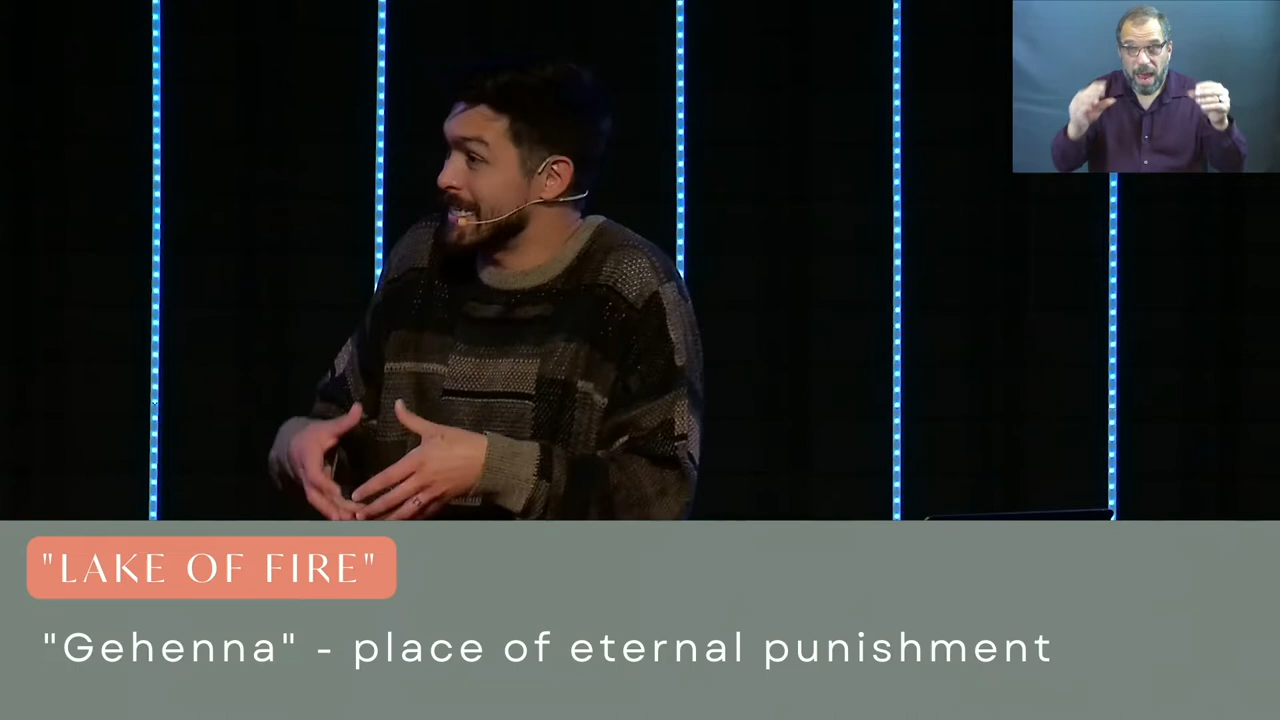 "LAKE OF FIRE"
"Gehenna" - place of eternal punishment